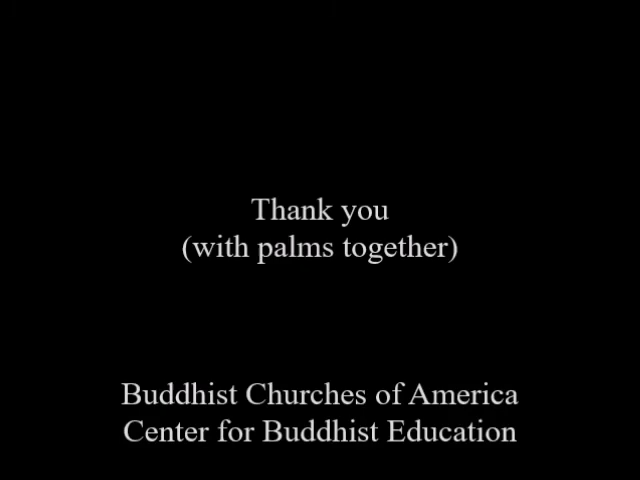 Thank you
(with palms together)
Buddhist Churches of America
Center for Buddhist Education